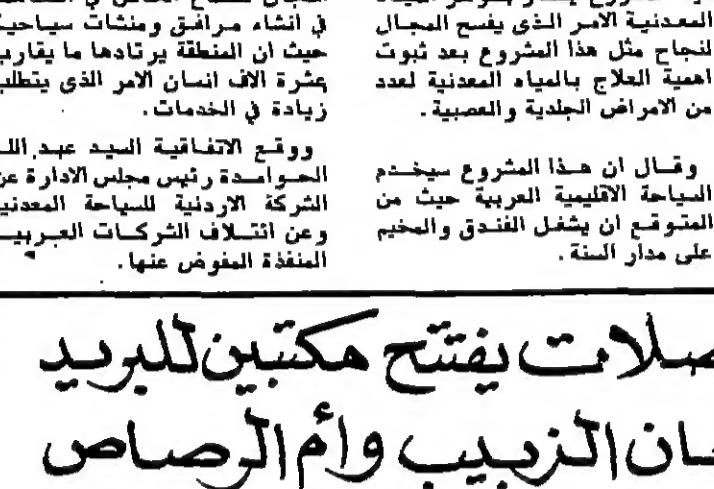 المعدنية الامر الذى يفسح المجال
لنجاح مثل هذا المشروع بعد ثبوت
اهمية العلاج بالمياه المعدنية لعدد
من الامراض الجلدية والعصبية .
وقال ان هذا المشروع سيخدم
السياحة الاقليمية العربية حيث من
المتوقع ان يشغل الفندق والمخيم
على مدار السنة .
في انشاء مرافق ومنشات سياحية
حيث ان المنطقة يرتادها ما يقارب
عشرة الاف انسان الامر الذى يتطلب
زيادة في الخدمات .
ووقع الاتفاقية السيد عبد الله
الحوامدة رئيس مجلس الادارة عن
الشركة الاردنية للسياحة المعدنية
وعن ائتلاف الشركات العربية
المنفذة المفوض عنها .
صلات يفتتح مكتبين للبريد
ان الزبيب وأم الرصاص